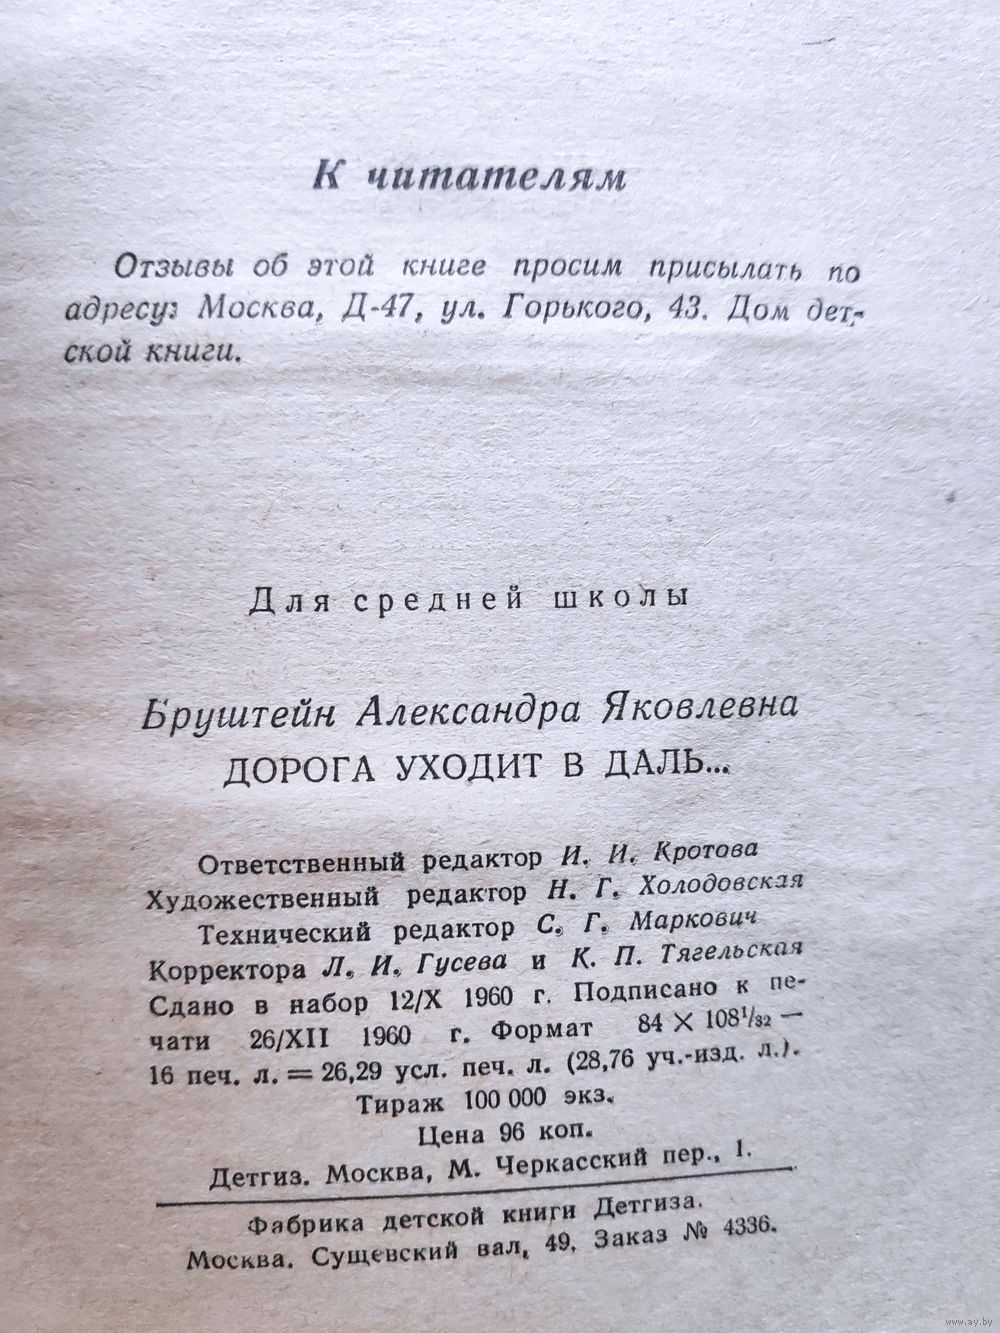 К читателям
Отзывы об этой книге просим присылать по
адресу: Москва, Д-47, ул. Горького, 43. Дом дет-
ской книги.
Для средней школы
Бруштейн Александра Яковлевна
ДОРОГА УХОДИТ В ДАЛЬ...
Ответственный редактор И. И. Кротова
Художественный редактор Н. Г. Холодовская
Технический редактор С. Г. Маркович
Корректора Л. И. Гусева и К. П. Тягельская
Сдано в набор 12/X 1960 г. Подписано к пе-
чати 26/XII 1960 г. Формат 84 × 108¹/₃₂ —
16 печ. л. = 26,29 усл. печ. л. (28,76 уч.-изд. л.).
Тираж 100 000 экз.
Цена 96 коп.
Детгиз. Москва, М. Черкасский пер., 1.
Фабрика детской книги Детгиза.
Москва. Сущевский вал, 49. Заказ № 4336.
www.ay.by